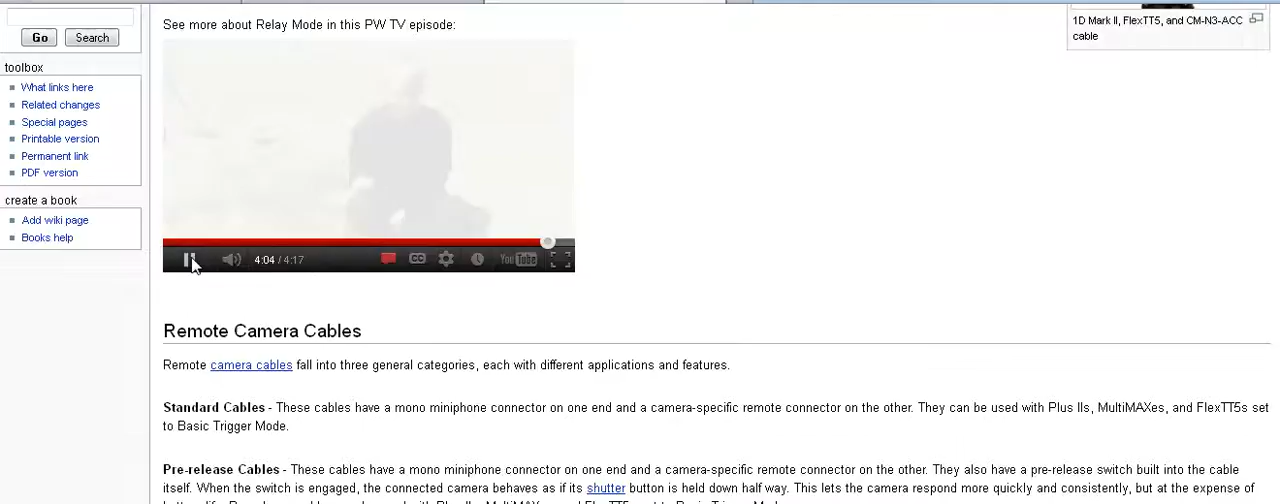 See more about Relay Mode in this PW TV episode:
1D Mark II, FlexTT5, and CM-N3-ACC
cable
Go Search
toolbox
What links here
Related changes
Special pages
Printable version
Permanent link
PDF version
create a book
Add wiki page
Books help
4:04 / 4:17
CC
YouTube
Remote Camera Cables
Remote camera cables fall into three general categories, each with different applications and features.
Standard Cables - These cables have a mono miniphone connector on one end and a camera-specific remote connector on the other. They can be used with Plus IIs, MultiMAXes, and FlexTT5s set
to Basic Trigger Mode.
Pre-release Cables - These cables have a mono miniphone connector on one end and a camera-specific remote connector on the other. They also have a pre-release switch built into the cable
itself. When the switch is engaged, the connected camera behaves as if its shutter button is held down half way. This lets the camera respond more quickly and consistently, but at the expense of